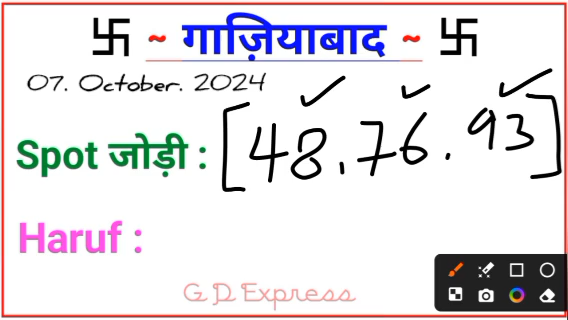 卐 ~ गाज़ियाबाद ~ 卐
07. October. 2024
Spot जोड़ी : [48.76.93]
Haruf :
G D Express